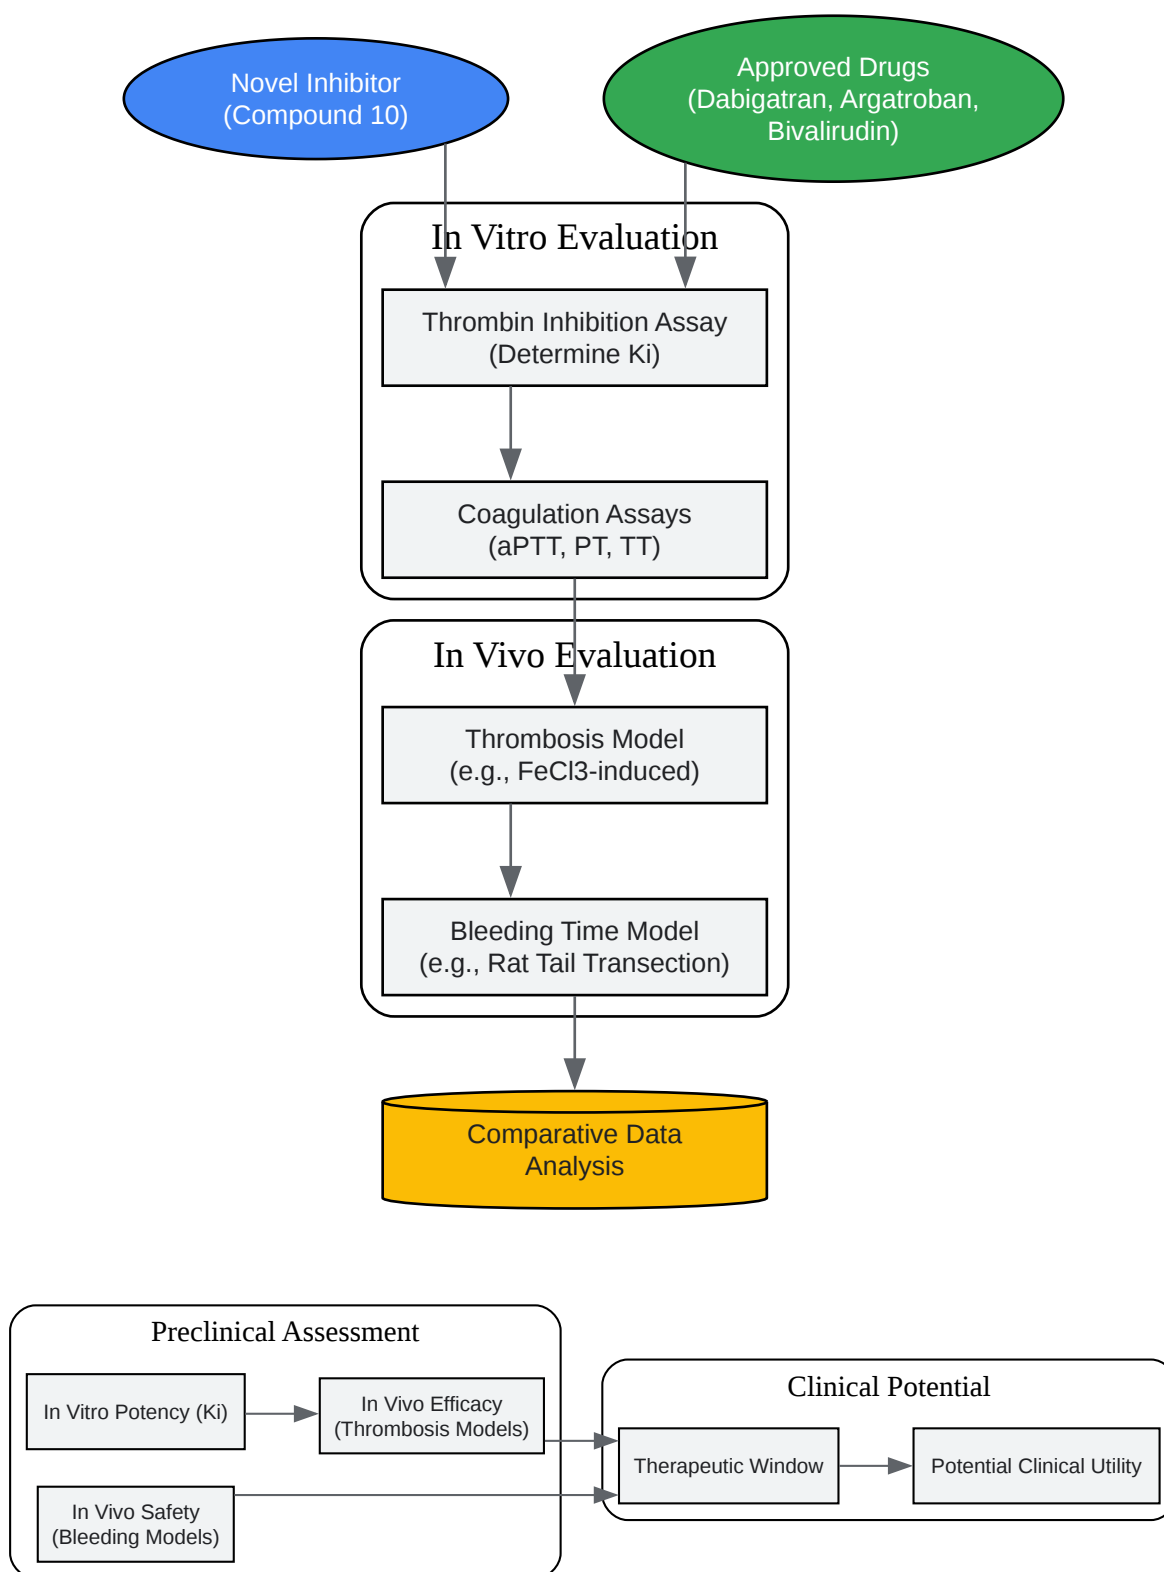 Novel Inhibitor
(Compound 10)
Approved Drugs
(Dabigatran, Argatroban,
Bivalirudin)
In Vitro Evaluation
Thrombin Inhibition Assay
(Determine Ki)
Coagulation Assays
(aPTT, PT, TT)
In Vivo Evaluation
Thrombosis Model
(e.g., FeCl3-induced)
Bleeding Time Model
(e.g., Rat Tail Transection)
Comparative Data
Analysis
Preclinical Assessment
In Vitro Potency (Ki)
In Vivo Efficacy
(Thrombosis Models)
In Vivo Safety
(Bleeding Models)
Clinical Potential
Therapeutic Window
Potential Clinical Utility